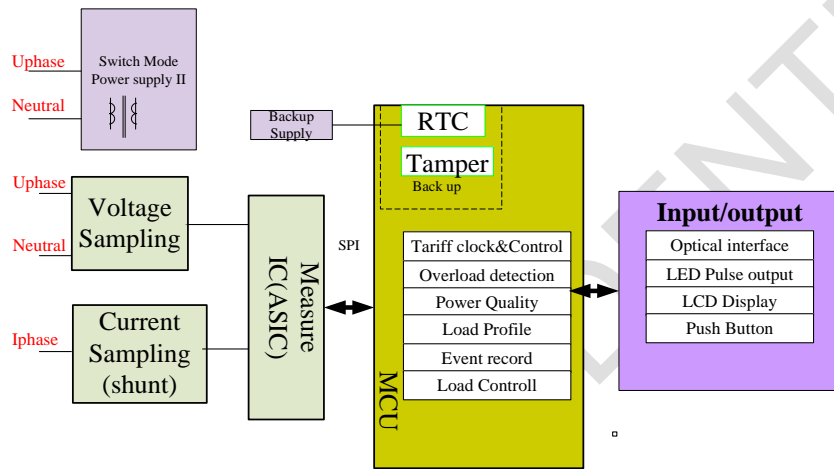 Uphase
Neutral
Switch Mode
Power supply II
Backup
Supply
RTC
Tamper
Back up
Uphase
Neutral
Voltage
Sampling
Iphase
Current
Sampling
(shunt)
Measure
IC(ASIC)
SPI
MCU
Tariff clock&Control
Overload detection
Power Quality
Load Profile
Event record
Load Controll
Input/output
Optical interface
LED Pulse output
LCD Display
Push Button